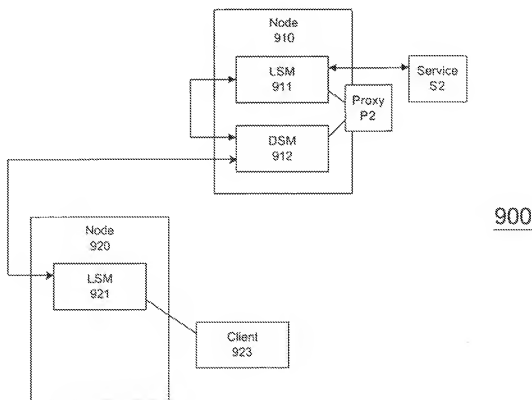 Node
910
LSM
911
Service
S2
Proxy
P2
DSM
912
900
Node
920
LSM
921
Client
923